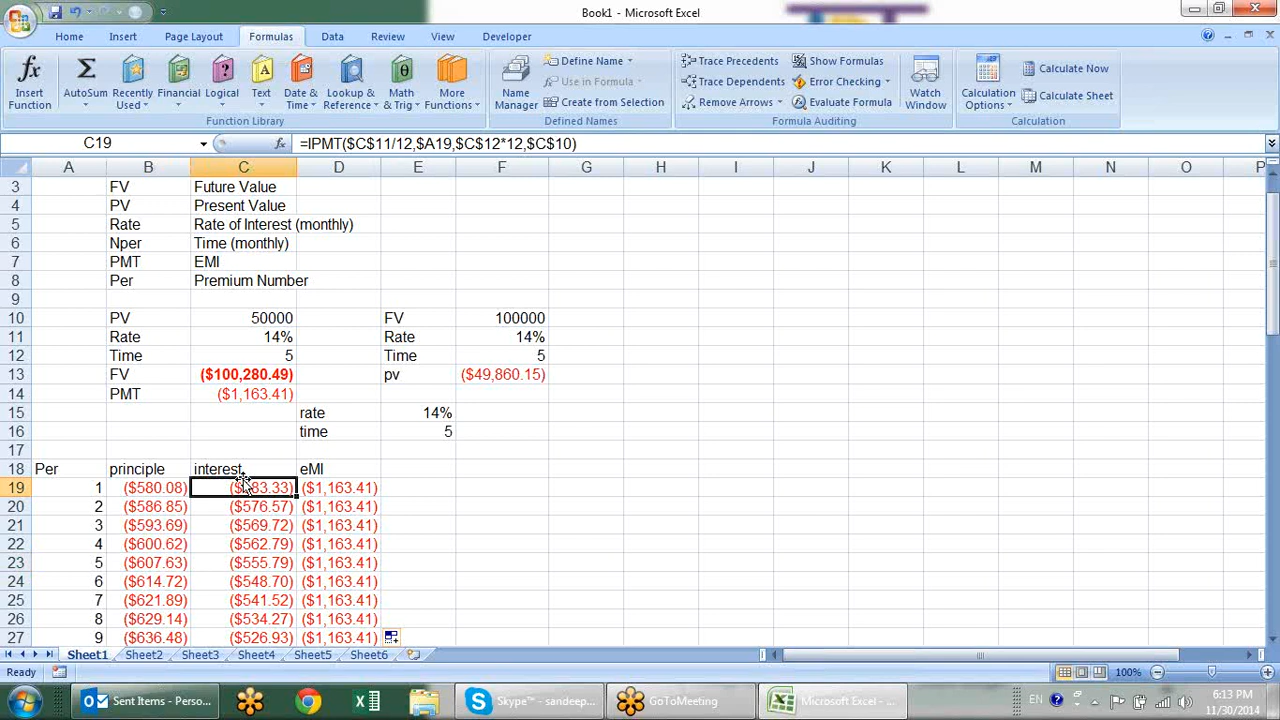 Book1 - Microsoft Excel
Home Insert Page Layout Formulas Data Review View Developer
Insert Function
AutoSum
Recently Used
Financial
Logical
Text
Date & Time
Lookup & Reference
Math & Trig
More Functions
Function Library
Name Manager
Define Name
Use in Formula
Create from Selection
Defined Names
Trace Precedents
Trace Dependents
Remove Arrows
Show Formulas
Error Checking
Evaluate Formula
Formula Auditing
Watch Window
Calculation Options
Calculate Now
Calculate Sheet
Calculation
C19 fx =IPMT($C$11/12,$A19,$C$12*12,$C$10)
A B C D E F G H I J K L M N O P
3 FV Future Value
4 PV Present Value
5 Rate Rate of Interest (monthly)
6 Nper Time (monthly)
7 PMT EMI
8 Per Premium Number
9
10 PV 50000 FV 100000
11 Rate 14% Rate 14%
12 Time 5 Time 5
13 FV ($100,280.49) pv ($49,860.15)
14 PMT ($1,163.41)
15 rate 14%
16 time 5
17
18 Per principle interest eMI
19 1 ($580.08) ($1,163.41)
20 2 ($586.85) ($576.57) ($1,163.41)
21 3 ($593.69) ($569.72) ($1,163.41)
22 4 ($600.62) ($562.79) ($1,163.41)
23 5 ($607.63) ($555.79) ($1,163.41)
24 6 ($614.72) ($548.70) ($1,163.41)
25 7 ($621.89) ($541.52) ($1,163.41)
26 8 ($629.14) ($534.27) ($1,163.41)
27 9 ($636.48) ($526.93) ($1,163.41)
Sheet1 Sheet2 Sheet3 Sheet4 Sheet5 Sheet6
Ready 100%
Sent Items - Perso...
Skype™ - sandeep...
GoToMeeting
Microsoft Excel - ...
EN
6:13 PM
11/30/2014